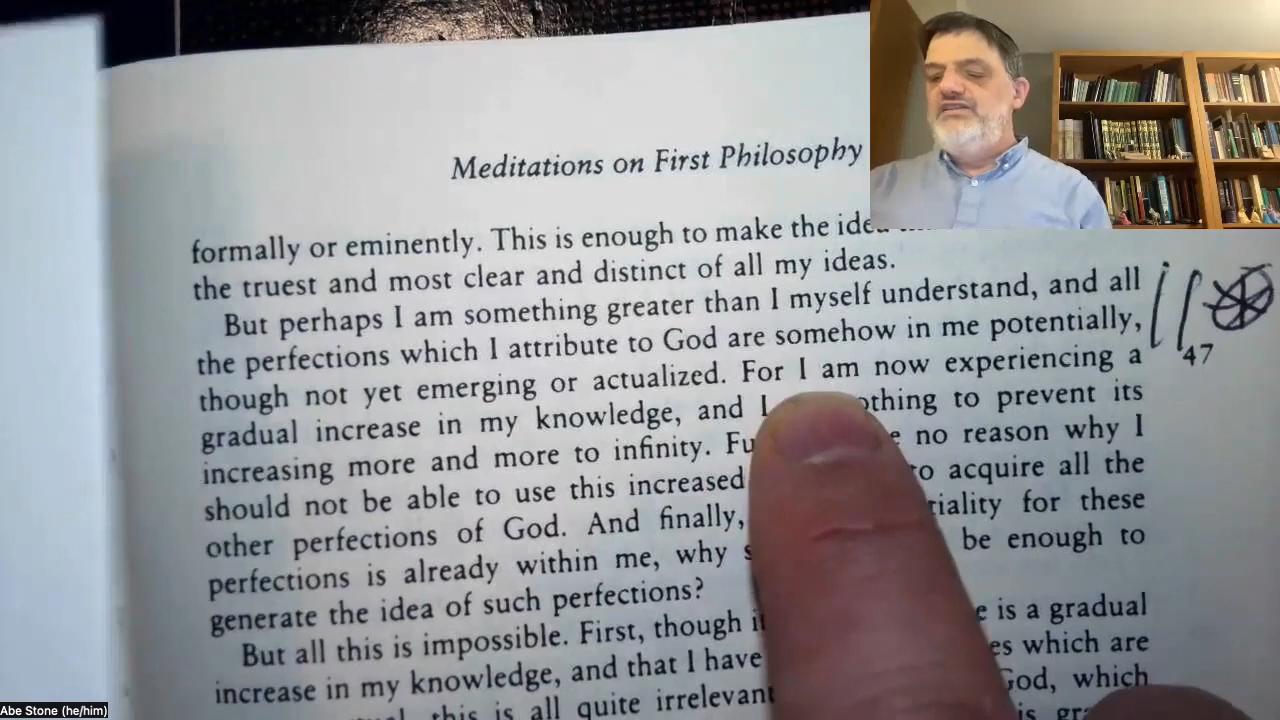 Meditations on First Philosophy
formally or eminently. This is enough to make the
the truest and most clear and distinct of all my ideas.
But perhaps I am something greater than I myself understand, and all
the perfections which I attribute to God are somehow in me potentially,
though not yet emerging or actualized. For I am now experiencing a
47
gradual increase in my knowledge, and I to prevent its
increasing more and more to infinity. no reason why I
should not be able to use this increased to acquire all the
other perfections of God. And finally, for these
perfections is already within me, why be enough to
generate the idea of such perfections?
But all this is impossible. First, though is a gradual
increase in my knowledge, and that I have which are
this is all quite irrelevant God, which
is
Abe Stone (he/him)